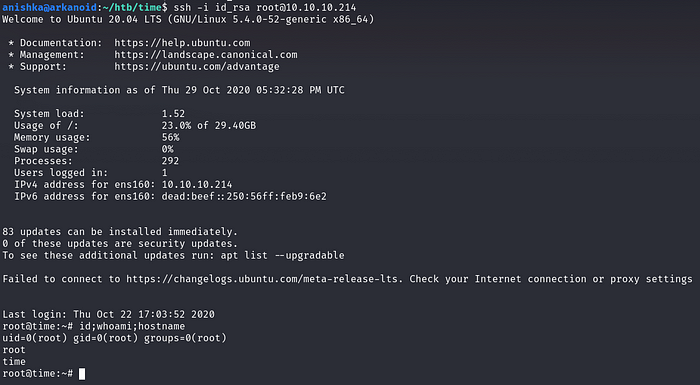 anishka@arkanoid:~/htb/time$ ssh -i id_rsa root@10.10.10.214
Welcome to Ubuntu 20.04 LTS (GNU/Linux 5.4.0-52-generic x86_64)
* Documentation: https://help.ubuntu.com
* Management: https://landscape.canonical.com
* Support: https://ubuntu.com/advantage
System information as of Thu 29 Oct 2020 05:32:28 PM UTC
System load: 1.52
Usage of /: 23.0% of 29.40GB
Memory usage: 56%
Swap usage: 0%
Processes: 292
Users logged in: 1
IPv4 address for ens160: 10.10.10.214
IPv6 address for ens160: dead:beef::250:56ff:feb9:6e2
83 updates can be installed immediately.
0 of these updates are security updates.
To see these additional updates run: apt list --upgradable
Failed to connect to https://changelogs.ubuntu.com/meta-release-lts. Check your Internet connection or proxy settings
Last login: Thu Oct 22 17:03:52 2020
root@time:~# id;whoami;hostname
uid=0(root) gid=0(root) groups=0(root)
root
time
root@time:~#